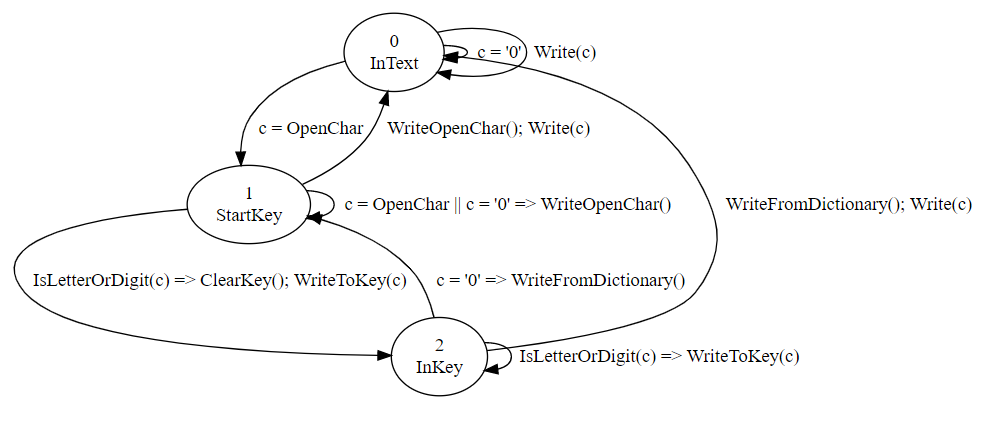 0
InText
c = '0'
Write(c)
c = OpenChar
WriteOpenChar(); Write(c)
1
StartKey
c = OpenChar || c = '0' => WriteOpenChar()
WriteFromDictionary(); Write(c)
IsLetterOrDigit(c) => ClearKey(); WriteToKey(c)
c = '0' => WriteFromDictionary()
2
InKey
IsLetterOrDigit(c) => WriteToKey(c)